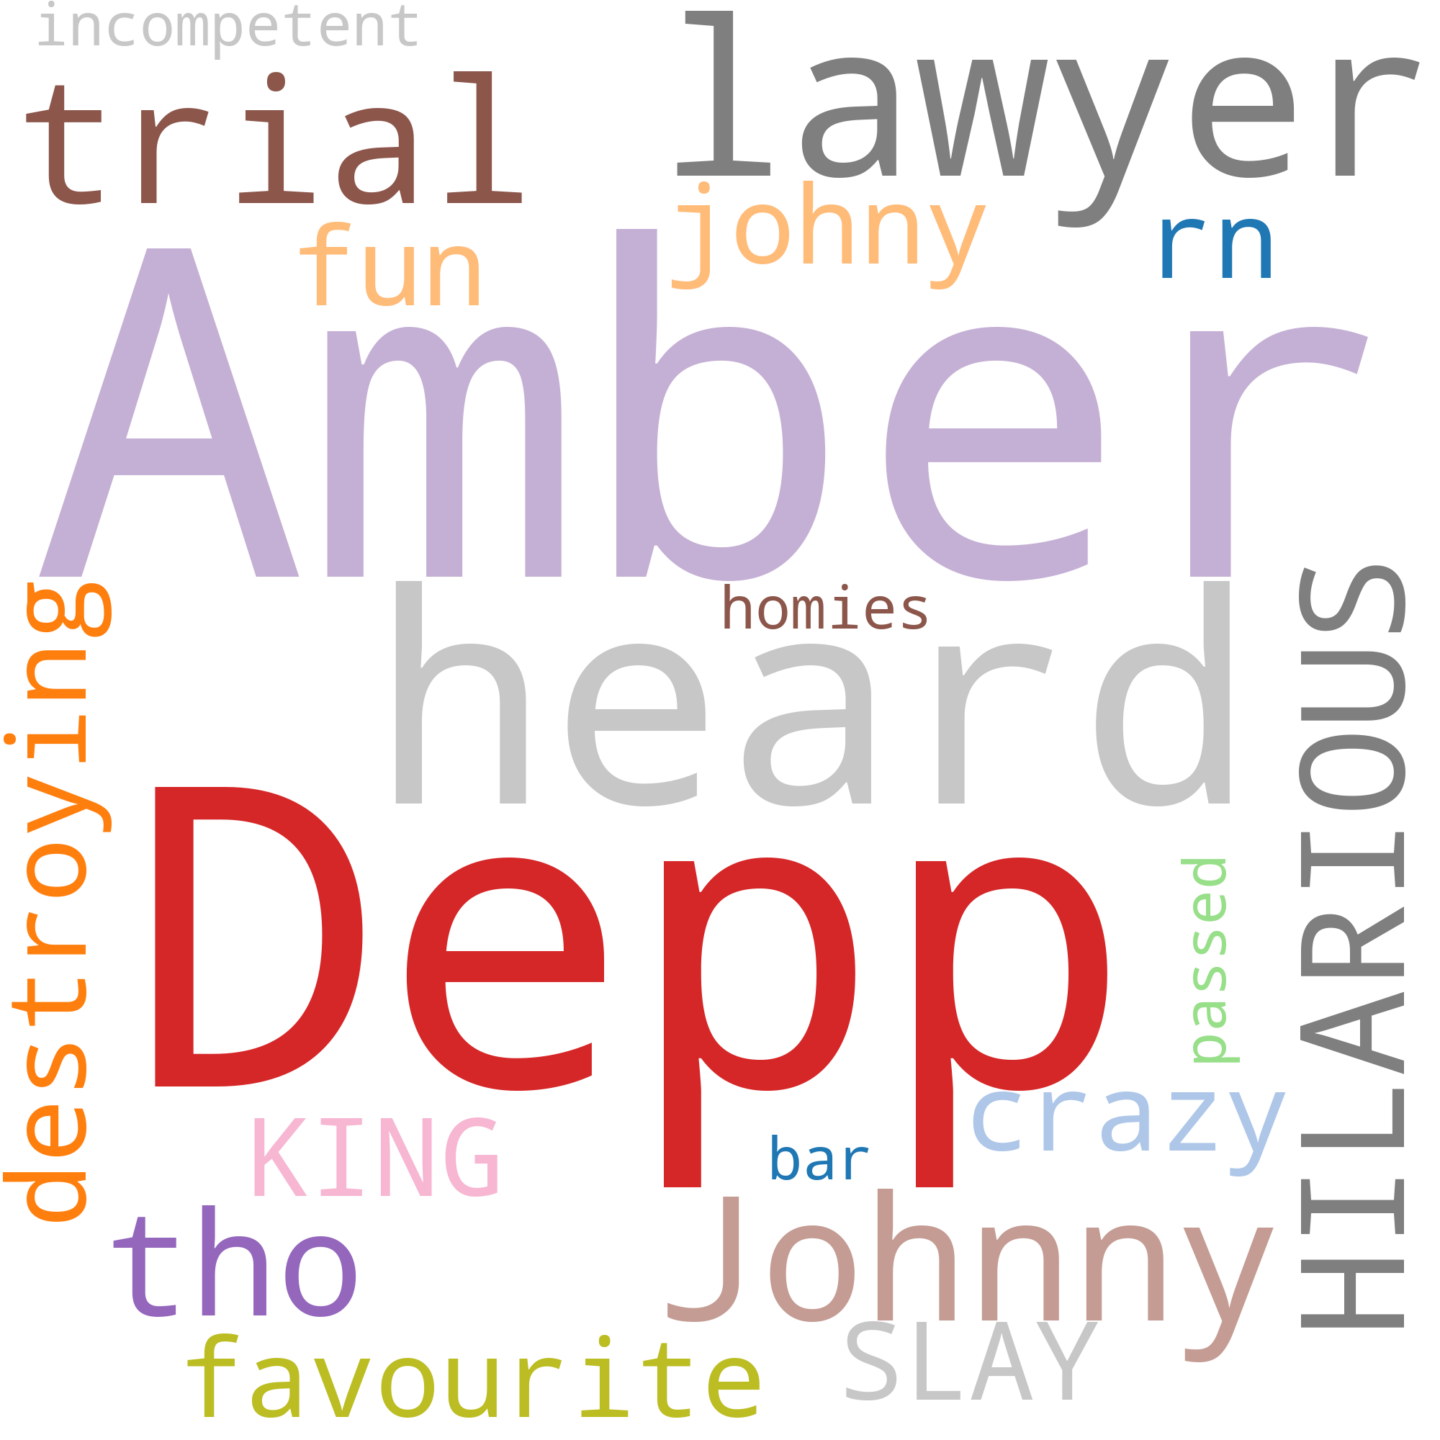 incompetent
trial
lawyer
fun
johny
rn
Amber
homies
heard
destroying
HILARIOUS
Depp
passed
KING
bar
crazy
tho
Johnny
favourite
SLAY